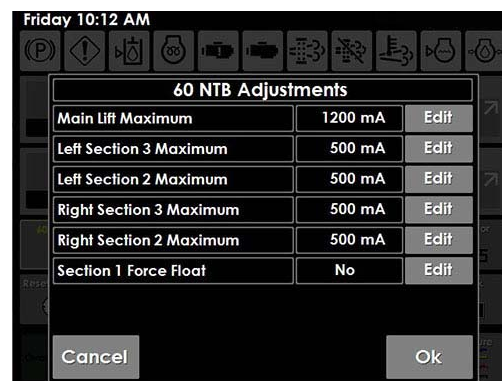 Friday 10:12 AM
60 NTB Adjustments
Main Lift Maximum 1200 mA Edit
Left Section 3 Maximum 500 mA Edit
Left Section 2 Maximum 500 mA Edit
Right Section 3 Maximum 500 mA Edit
Right Section 2 Maximum 500 mA Edit
Section 1 Force Float No Edit
Cancel Ok